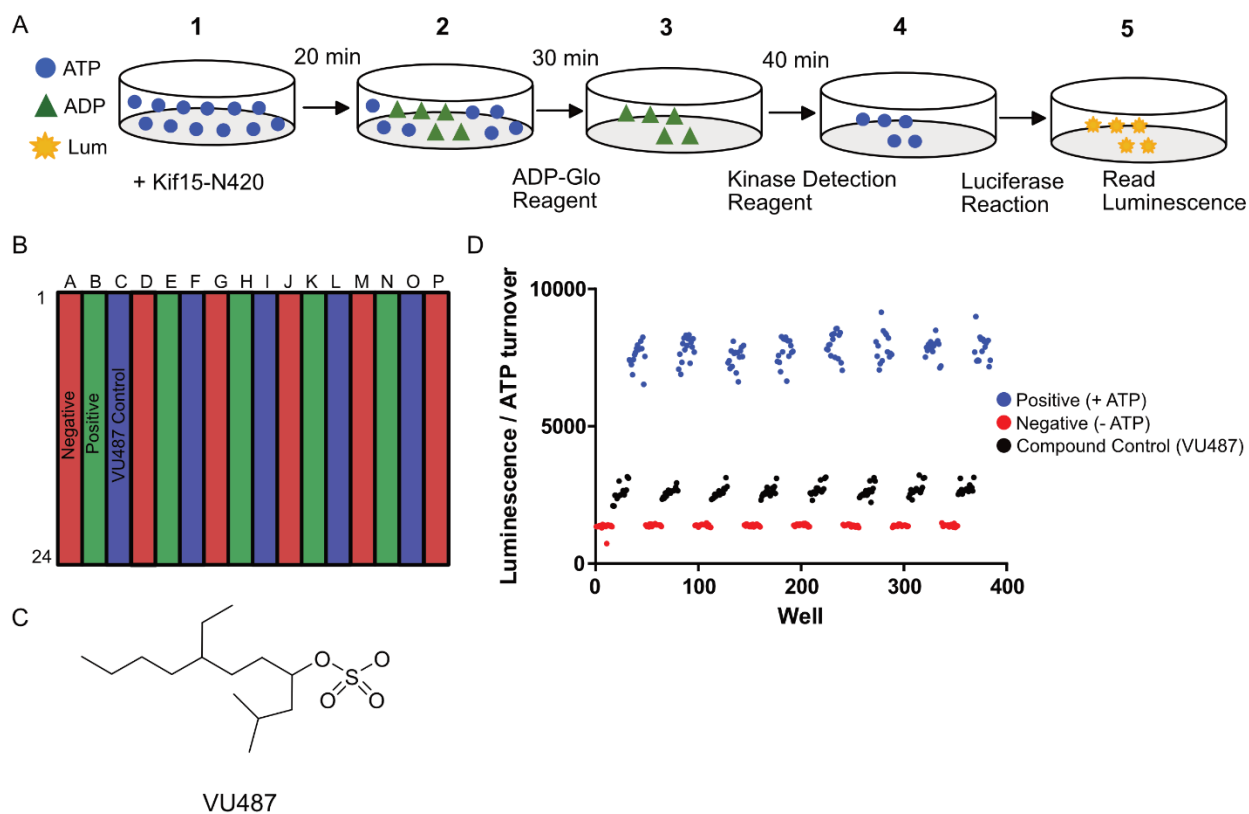 A
1
2
3
4
5
20 min
30 min
40 min
ATP
ADP
Lum
+ Kif15-N420
ADP-Glo
Reagent
Kinase Detection
Reagent
Luciferase
Reaction
Read
Luminescence
B
A B C D E F G H I J K L M N O P
1
24
Negative
Positive
VU487 Control
C
O
O
S
O
O
VU487
D
Luminescence / ATP turnover
10000
5000
0
0 100 200 300 400
Well
Positive (+ ATP)
Negative (- ATP)
Compound Control (VU487)